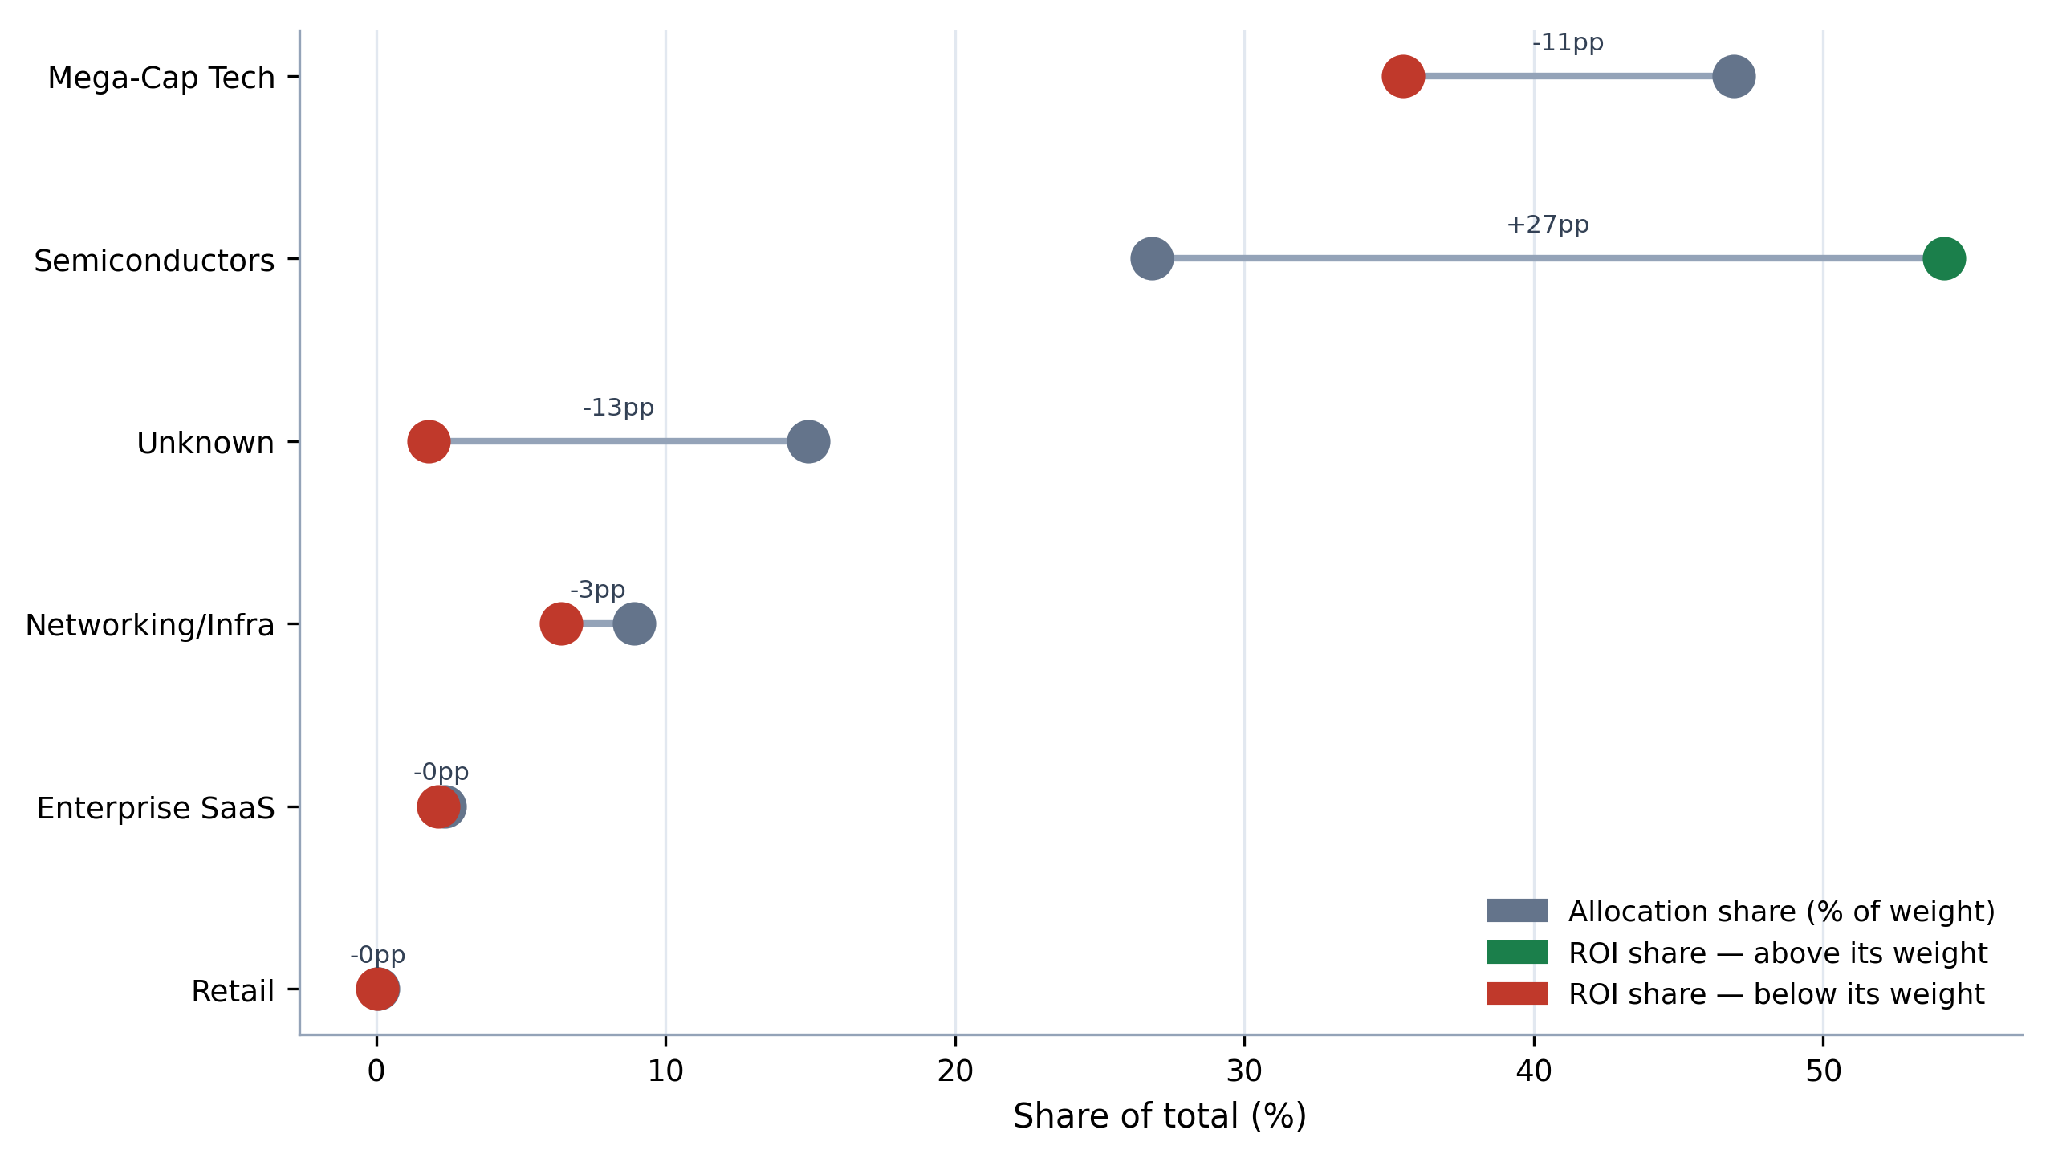 -11pp
Mega-Cap Tech
+27pp
Semiconductors
-13pp
Unknown
-3pp
Networking/Infra
-0pp
Enterprise SaaS
-0pp
Retail
Allocation share (% of weight)
ROI share — above its weight
ROI share — below its weight
0 10 20 30 40 50
Share of total (%)